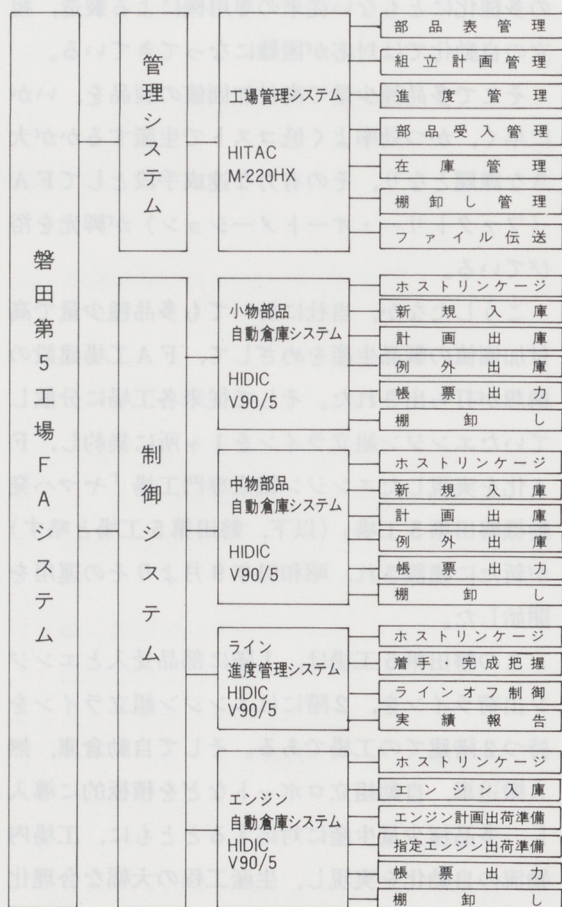 磐田第5工場FAシステム
管理システム
工場管理システム
HITAC
M-220HX
部品表管理
組立計画管理
進度管理
部品受入管理
在庫管理
棚卸し管理
ファイル伝送
制御システム
小物部品
自動倉庫システム
HIDIC
V90/5
ホストリンケージ
新規入庫
計画出庫
例外出庫
帳票出力
棚卸し
中物部品
自動倉庫システム
HIDIC
V90/5
ホストリンケージ
新規入庫
計画出庫
例外出庫
帳票出力
棚卸し
ライン
進度管理システム
HIDIC
V90/5
ホストリンケージ
着手・完成把握
ラインオフ制御
実績報告
エンジン
自動倉庫システム
HIDIC
V90/5
ホストリンケージ
エンジン入庫
エンジン計画出荷準備
指定エンジン出荷準備
帳票出力
棚卸し